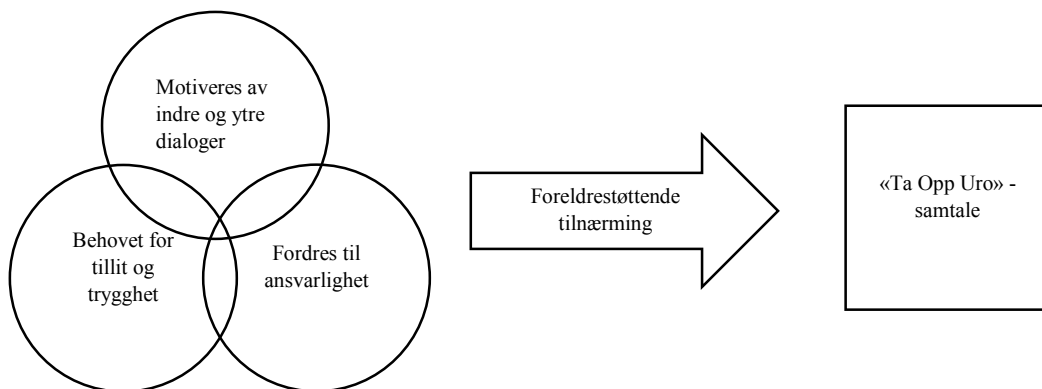 Motiveres av
indre og ytre
dialoger
Behovet for
tillit og
trygghet
Fordres til
ansvarlighet
Foreldrestøttende
tilnærming
«Ta Opp Uro» -
samtale